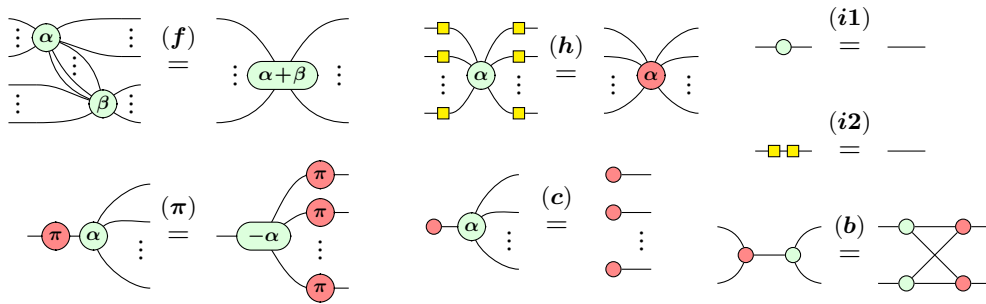 α
β
(f)
=
α+β
α
(h)
=
α
(i1)
=
(i2)
=
π
α
(π)
=
-α
π
π
π
α
(c)
=
(b)
=